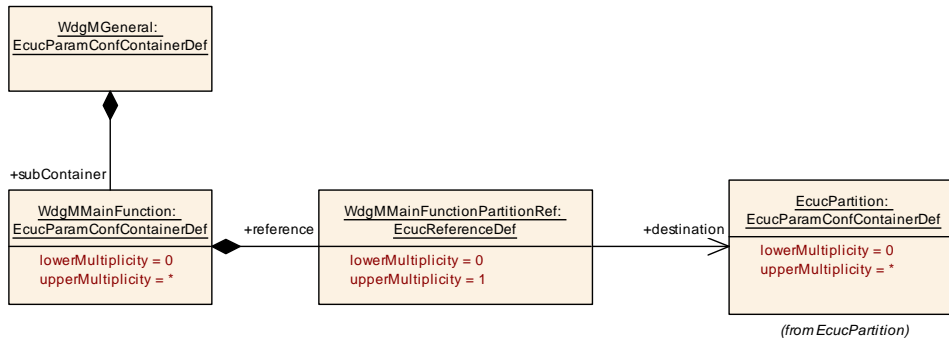 WdgMGeneral:
EcucParamConfContainerDef
+subContainer
WdgMMainFunction:
EcucParamConfContainerDef
lowerMultiplicity = 0
upperMultiplicity = *
+reference
WdgMMainFunctionPartitionRef:
EcucReferenceDef
lowerMultiplicity = 0
upperMultiplicity = 1
+destination
EcucPartition:
EcucParamConfContainerDef
lowerMultiplicity = 0
upperMultiplicity = *
(from EcucPartition)